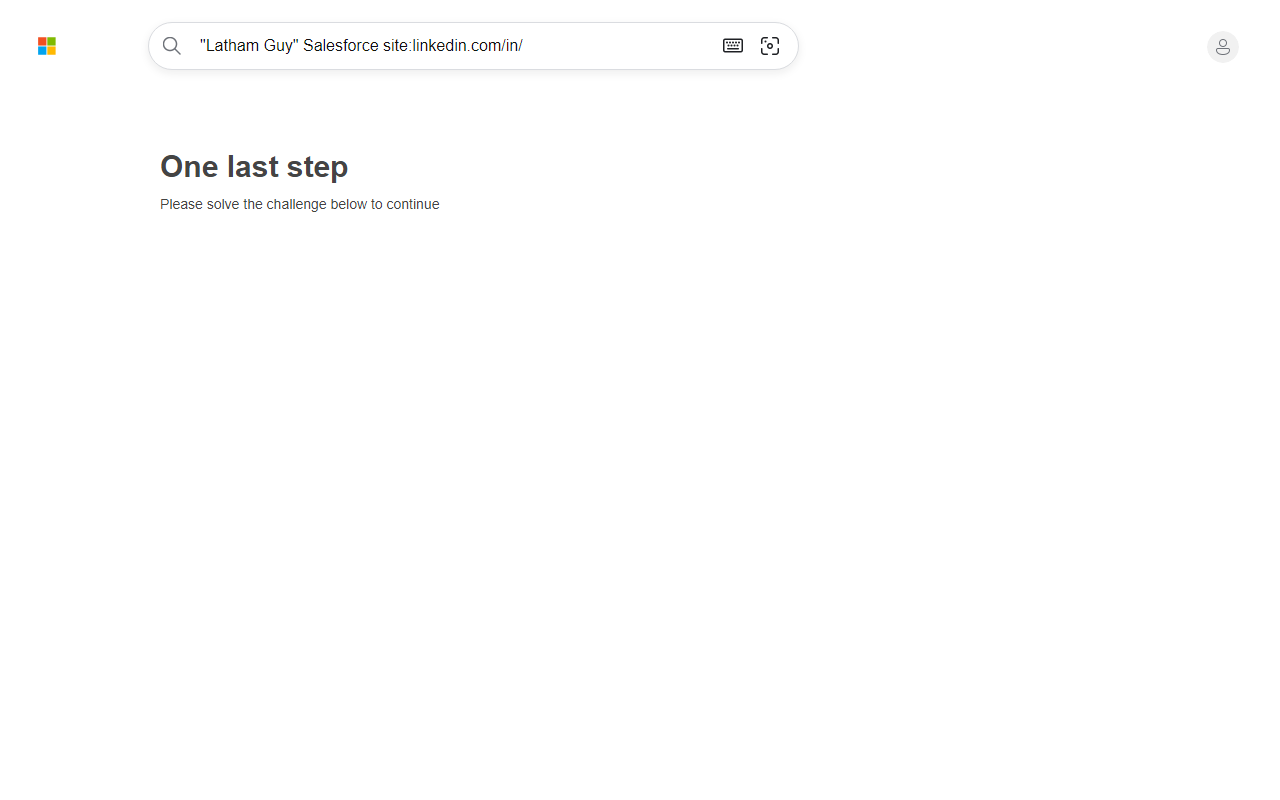 "Latham Guy" Salesforce site:linkedin.com/in/
One last step
Please solve the challenge below to continue